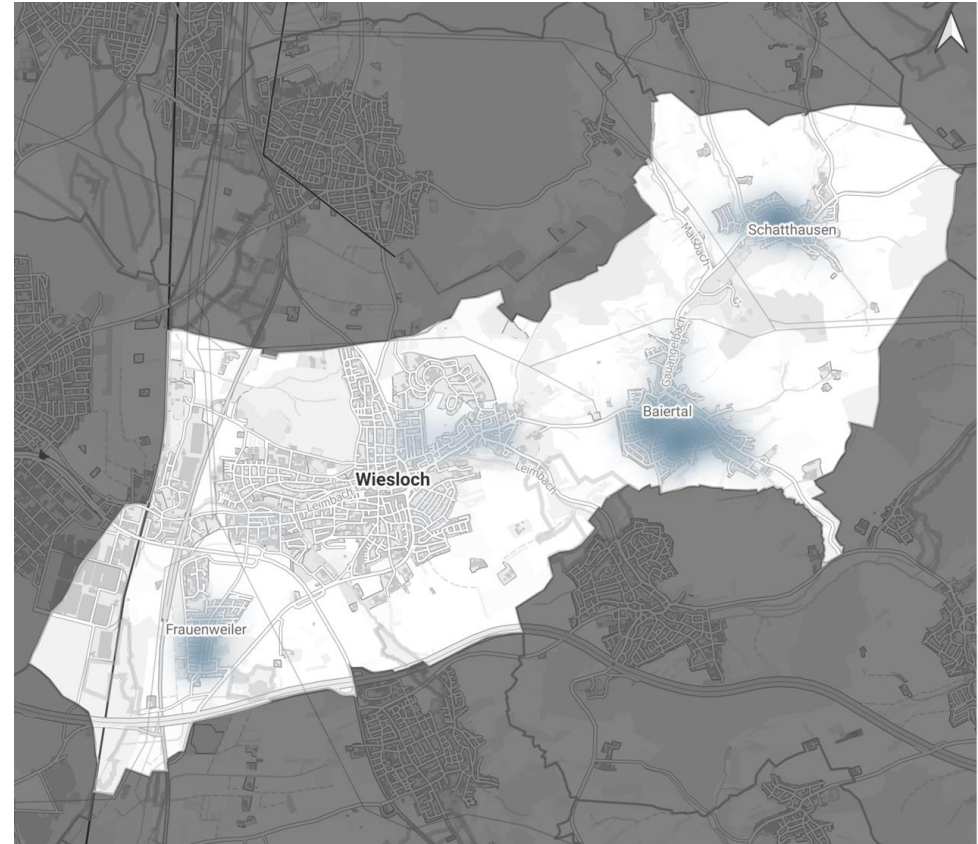 Schatthausen
Maisbach
Gauangelbach
Baiertal
Wiesloch
Leimbach
Leimbach
Frauenweiler